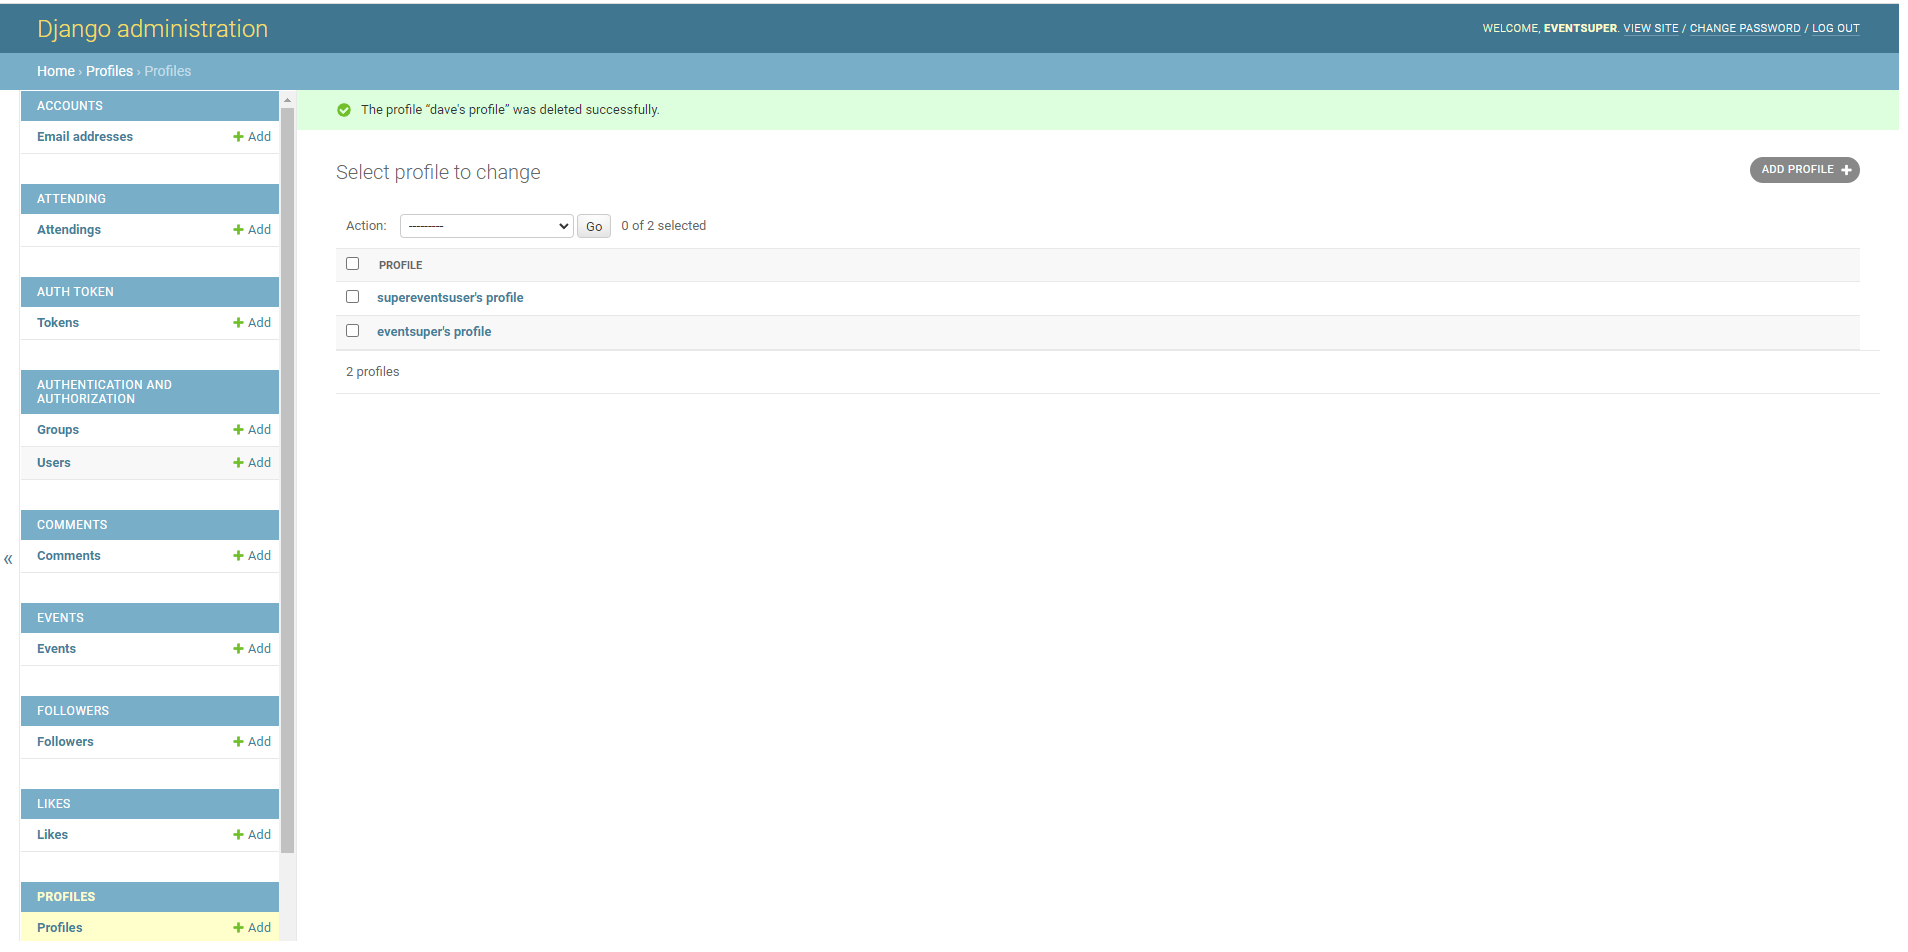 Django administration
WELCOME, EVENTSUPER. VIEW SITE / CHANGE PASSWORD / LOG OUT
Home › Profiles › Profiles
ACCOUNTS
Email addresses
Add
ATTENDING
Attendings
Add
AUTH TOKEN
Tokens
Add
AUTHENTICATION AND
AUTHORIZATION
Groups
Add
Users
Add
COMMENTS
Comments
Add
EVENTS
Events
Add
FOLLOWERS
Followers
Add
LIKES
Likes
Add
PROFILES
Profiles
Add
«
The profile “dave's profile” was deleted successfully.
Select profile to change
ADD PROFILE
Action:
---------
Go
0 of 2 selected
PROFILE
supereventsuser's profile
eventsuper's profile
2 profiles